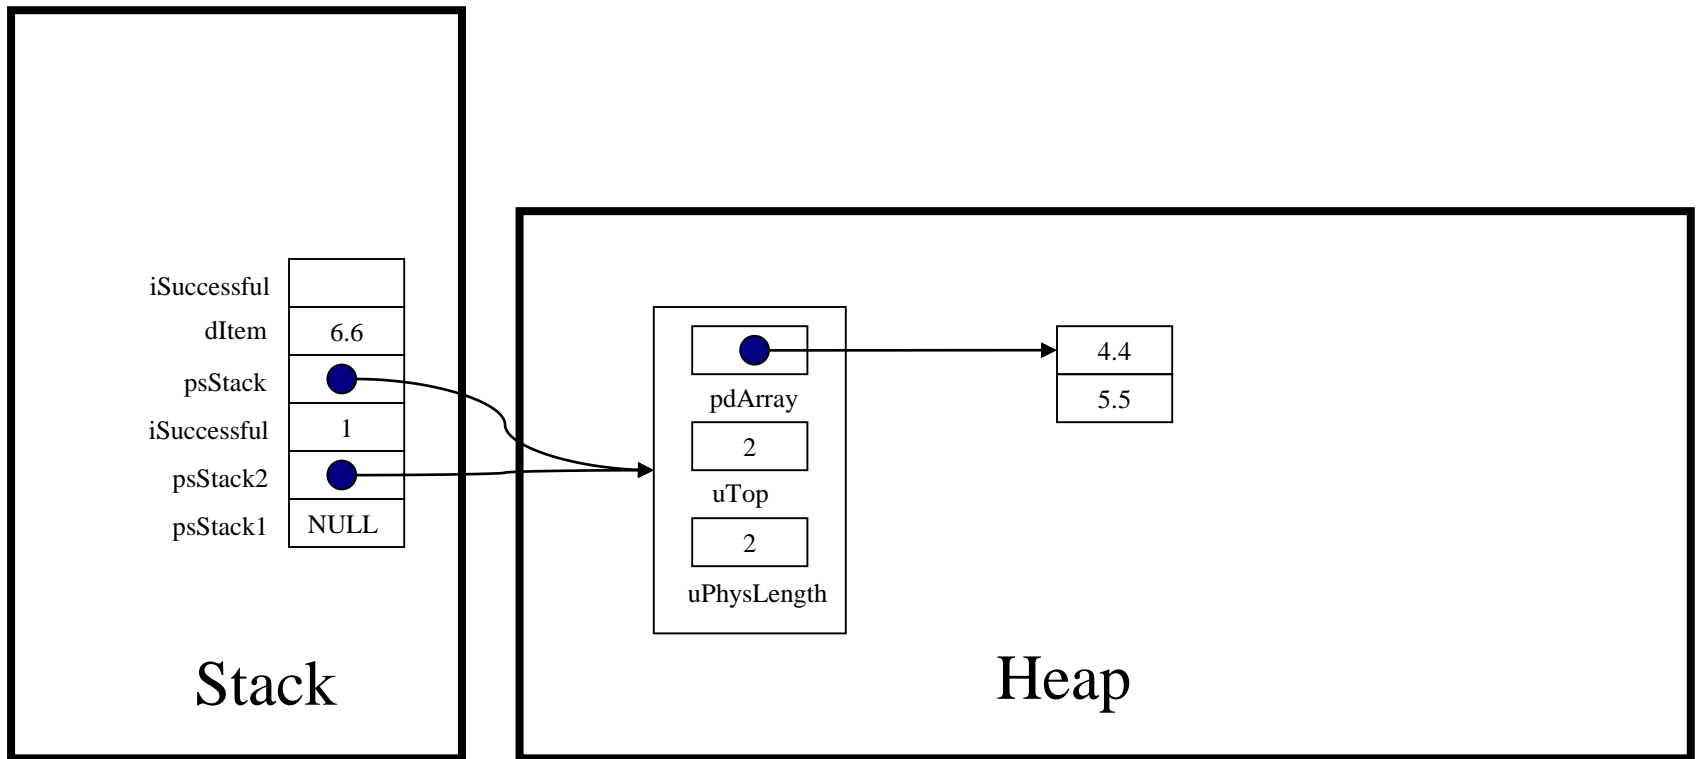 iSuccessful
dItem 6.6
psStack
iSuccessful 1
psStack2
psStack1 NULL
Stack
pdArray
2
uTop
2
uPhysLength
4.4
5.5
Heap